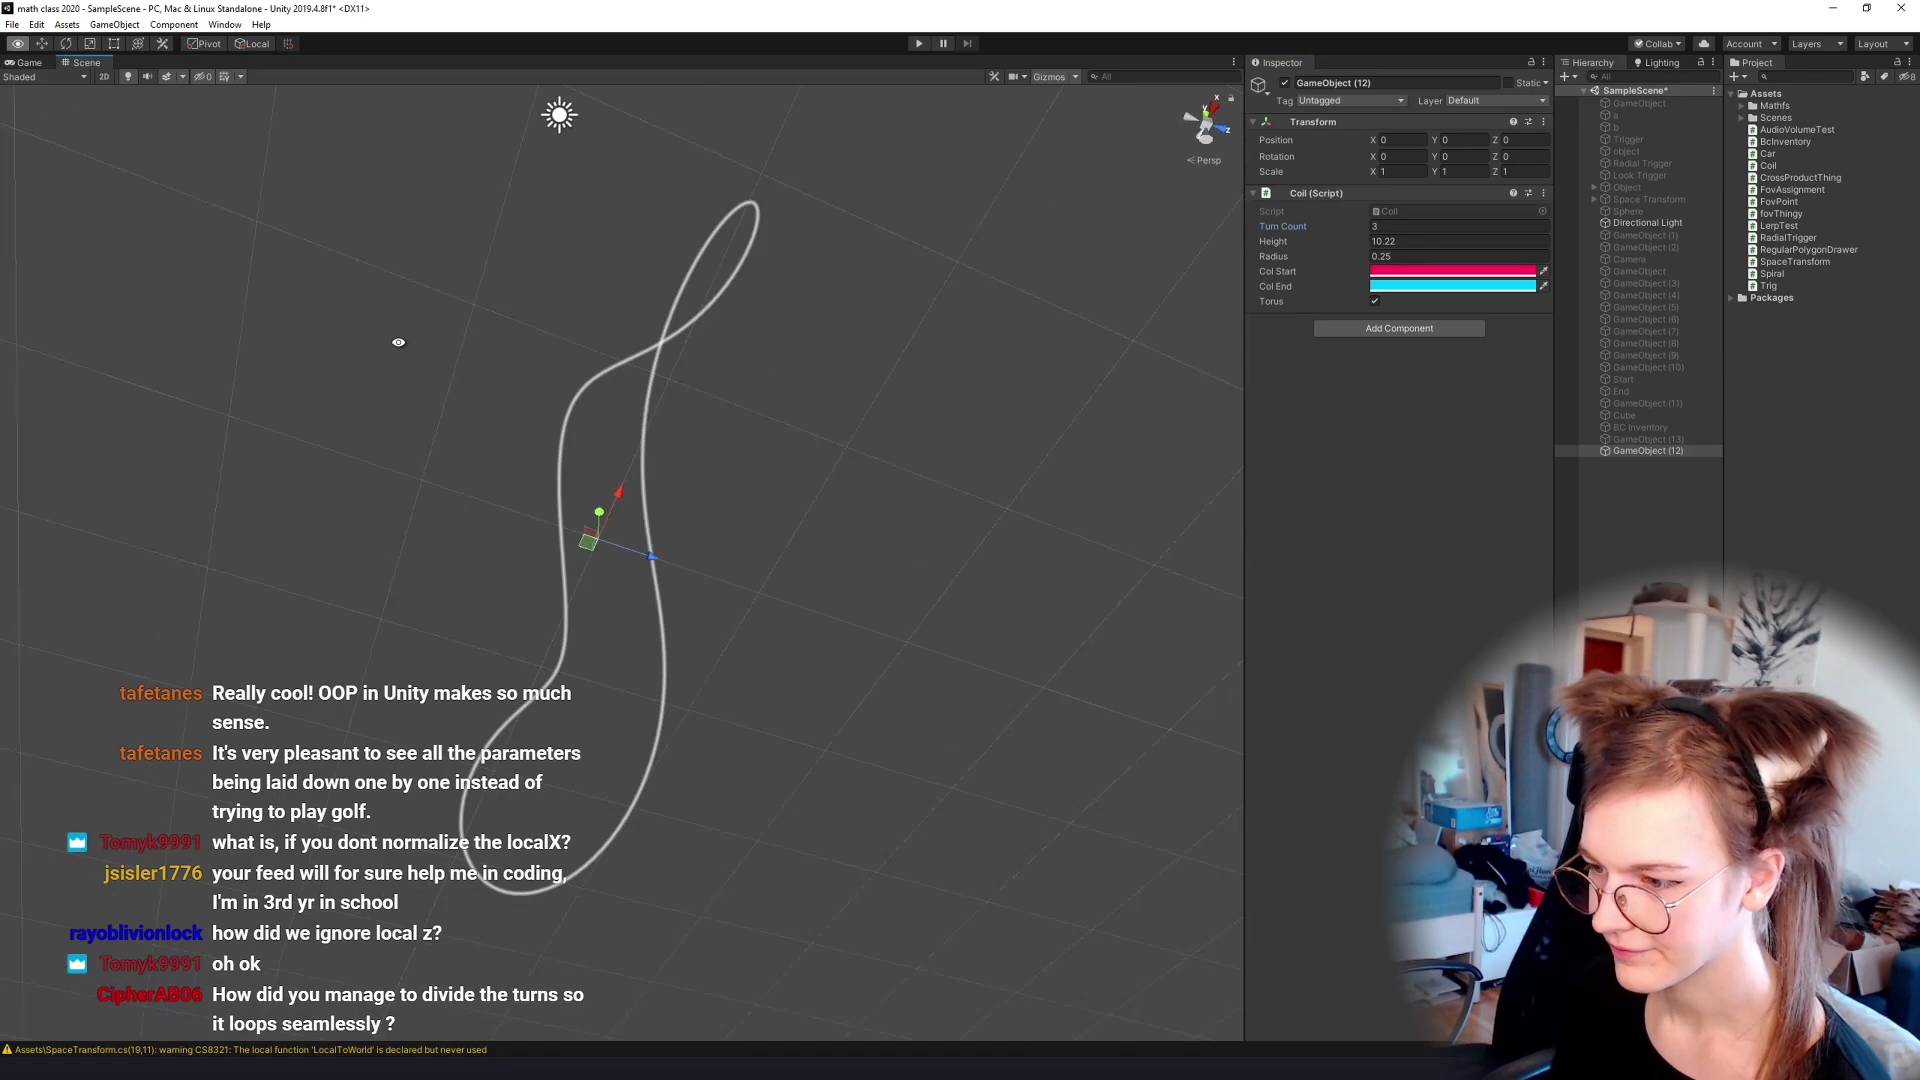 math class 2020 - SampleScene - PC, Mac & Linux Standalone - Unity 2019.4.8f1* <DX11>
File Edit Assets GameObject Component Window Help
Pivot Local
Collab Account Layers Layout
Game Scene
Shaded 2D 0 Gizmos All
Persp
x y z
Inspector
GameObject (12) Static
Tag Untagged Layer Default
Transform
Position X 0 Y 0 Z 0
Rotation X 0 Y 0 Z 0
Scale X 1 Y 1 Z 1
Coil (Script)
Script Coil
Turn Count 3
Height 10.22
Radius 0.25
Col Start
Col End
Torus
Add Component
Hierarchy Lighting
All
SampleScene*
GameObject
a
b
Trigger
object
Radial Trigger
Look Trigger
Object
Space Transform
Sphere
Directional Light
GameObject (1)
GameObject (2)
Camera
GameObject
GameObject (3)
GameObject (4)
GameObject (5)
GameObject (6)
GameObject (7)
GameObject (8)
GameObject (9)
GameObject (10)
Start
End
GameObject (11)
Cube
BC Inventory
GameObject (13)
GameObject (12)
Project
8
Assets
Mathfs
Scenes
AudioVolumeTest
BcInventory
Car
Coil
CrossProductThing
FovAssignment
FovPoint
fovThingy
LerpTest
RadialTrigger
RegularPolygonDrawer
SpaceTransform
Spiral
Trig
Packages
tafetanes Really cool! OOP in Unity makes so much
sense.
tafetanes It's very pleasant to see all the parameters
being laid down one by one instead of
trying to play golf.
Tomyk9991 what is, if you dont normalize the localX?
jsisler1776 your feed will for sure help me in coding,
I'm in 3rd yr in school
rayoblivionlock how did we ignore local z?
Tomyk9991 oh ok
CipherAB06 How did you manage to divide the turns so
it loops seamlessly ?
Assets\SpaceTransform.cs(19,11): warning CS8321: The local function 'LocalToWorld' is declared but never used